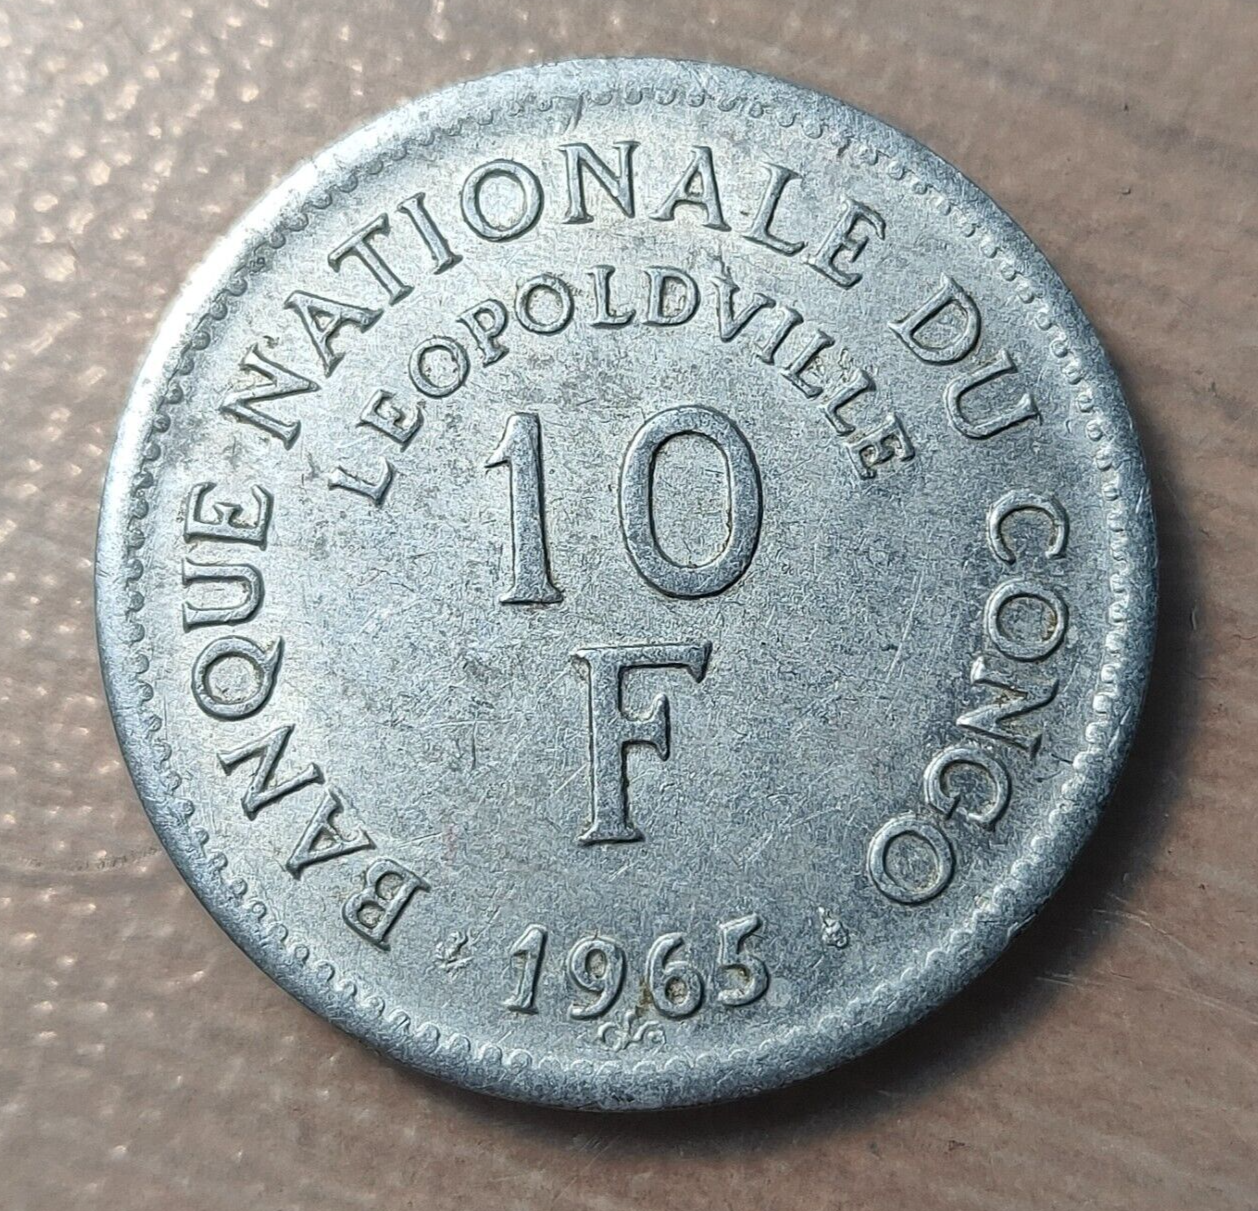 BANQUE NATIONALE DU CONGO
LEOPOLDVILLE
10
F
1965